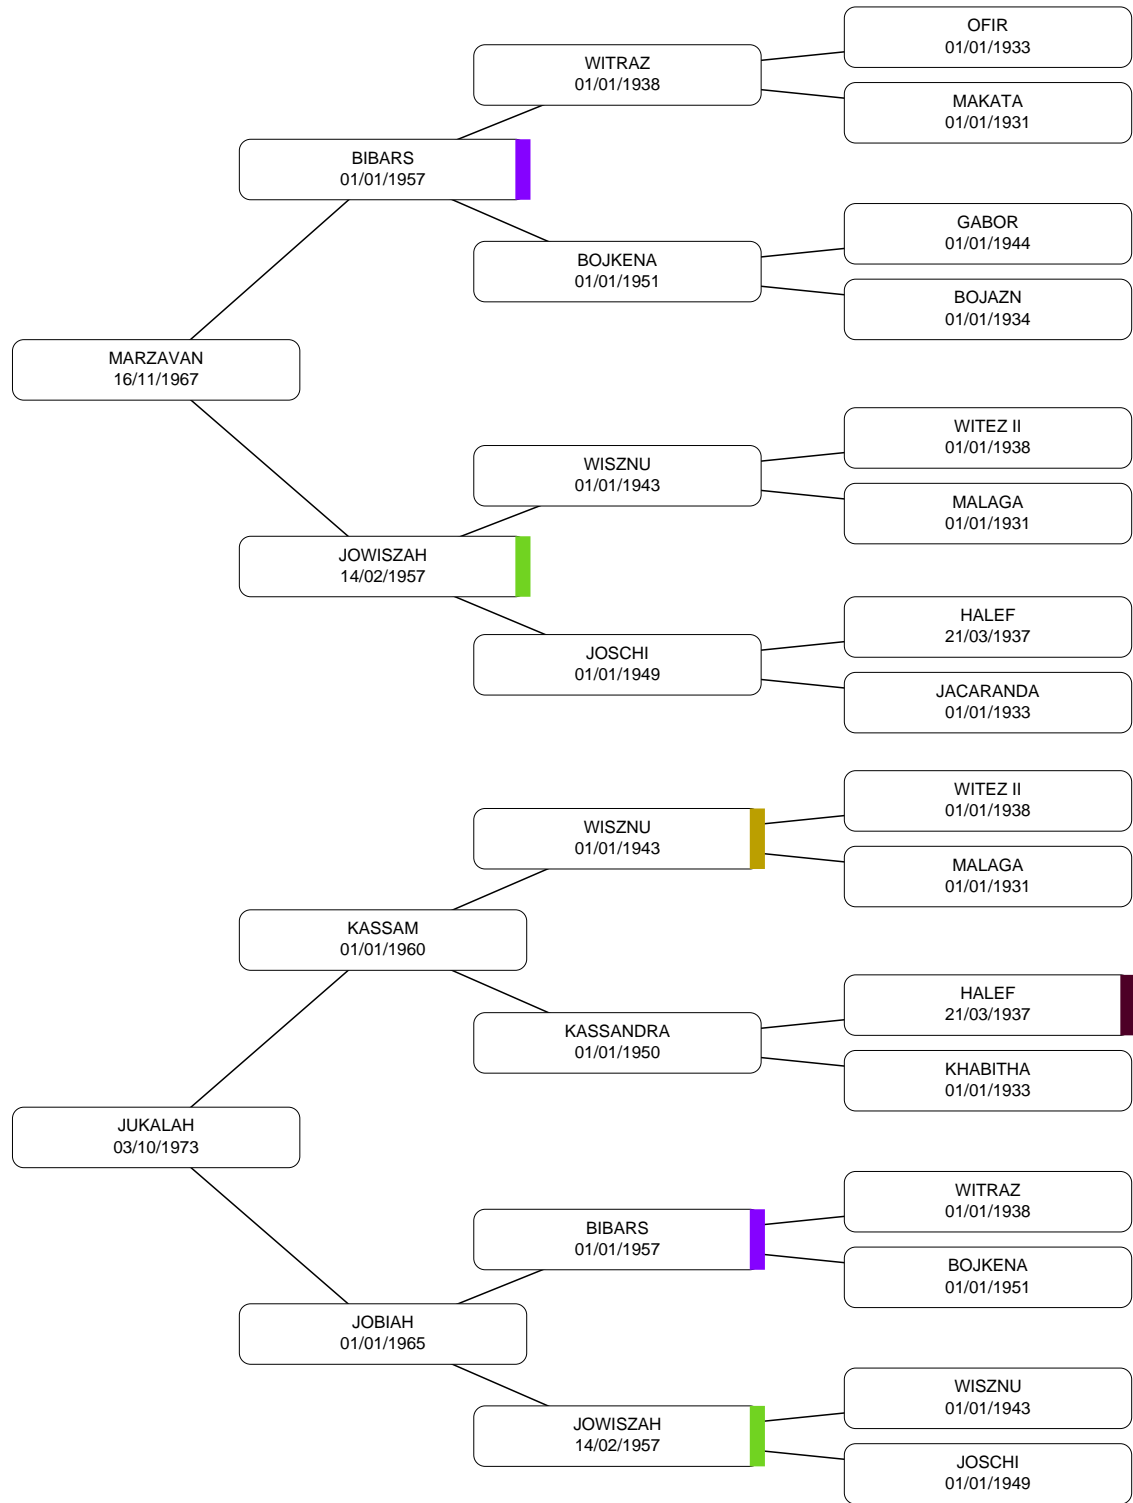 OFIR
01/01/1933
WITRAZ
01/01/1938
MAKATA
01/01/1931
BIBARS
01/01/1957
GABOR
01/01/1944
BOJKENA
01/01/1951
BOJAZN
01/01/1934
MARZAVAN
16/11/1967
WITEZ II
01/01/1938
WISZNU
01/01/1943
MALAGA
01/01/1931
JOWISZAH
14/02/1957
HALEF
21/03/1937
JOSCHI
01/01/1949
JACARANDA
01/01/1933
WITEZ II
01/01/1938
WISZNU
01/01/1943
MALAGA
01/01/1931
KASSAM
01/01/1960
HALEF
21/03/1937
KASSANDRA
01/01/1950
KHABITHA
01/01/1933
JUKALAH
03/10/1973
WITRAZ
01/01/1938
BIBARS
01/01/1957
BOJKENA
01/01/1951
JOBIAH
01/01/1965
WISZNU
01/01/1943
JOWISZAH
14/02/1957
JOSCHI
01/01/1949